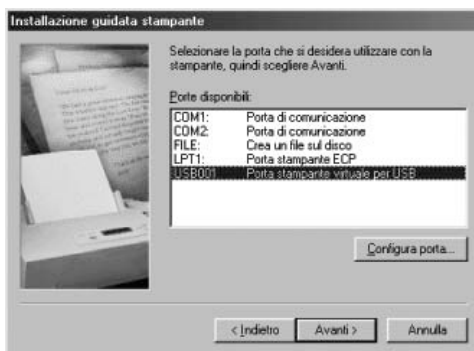 Installazione guidata stampante
Selezionare la porta che si desidera utilizzare con la
stampante, quindi scegliere Avanti.
Porte disponibili:
COM1: Porta di comunicazione
COM2: Porta di comunicazione
FILE: Crea un file sul disco
LPT1: Porta stampante ECP
USB001 Porta stampante virtuale per USB
Configura porta...
< Indietro Avanti > Annulla